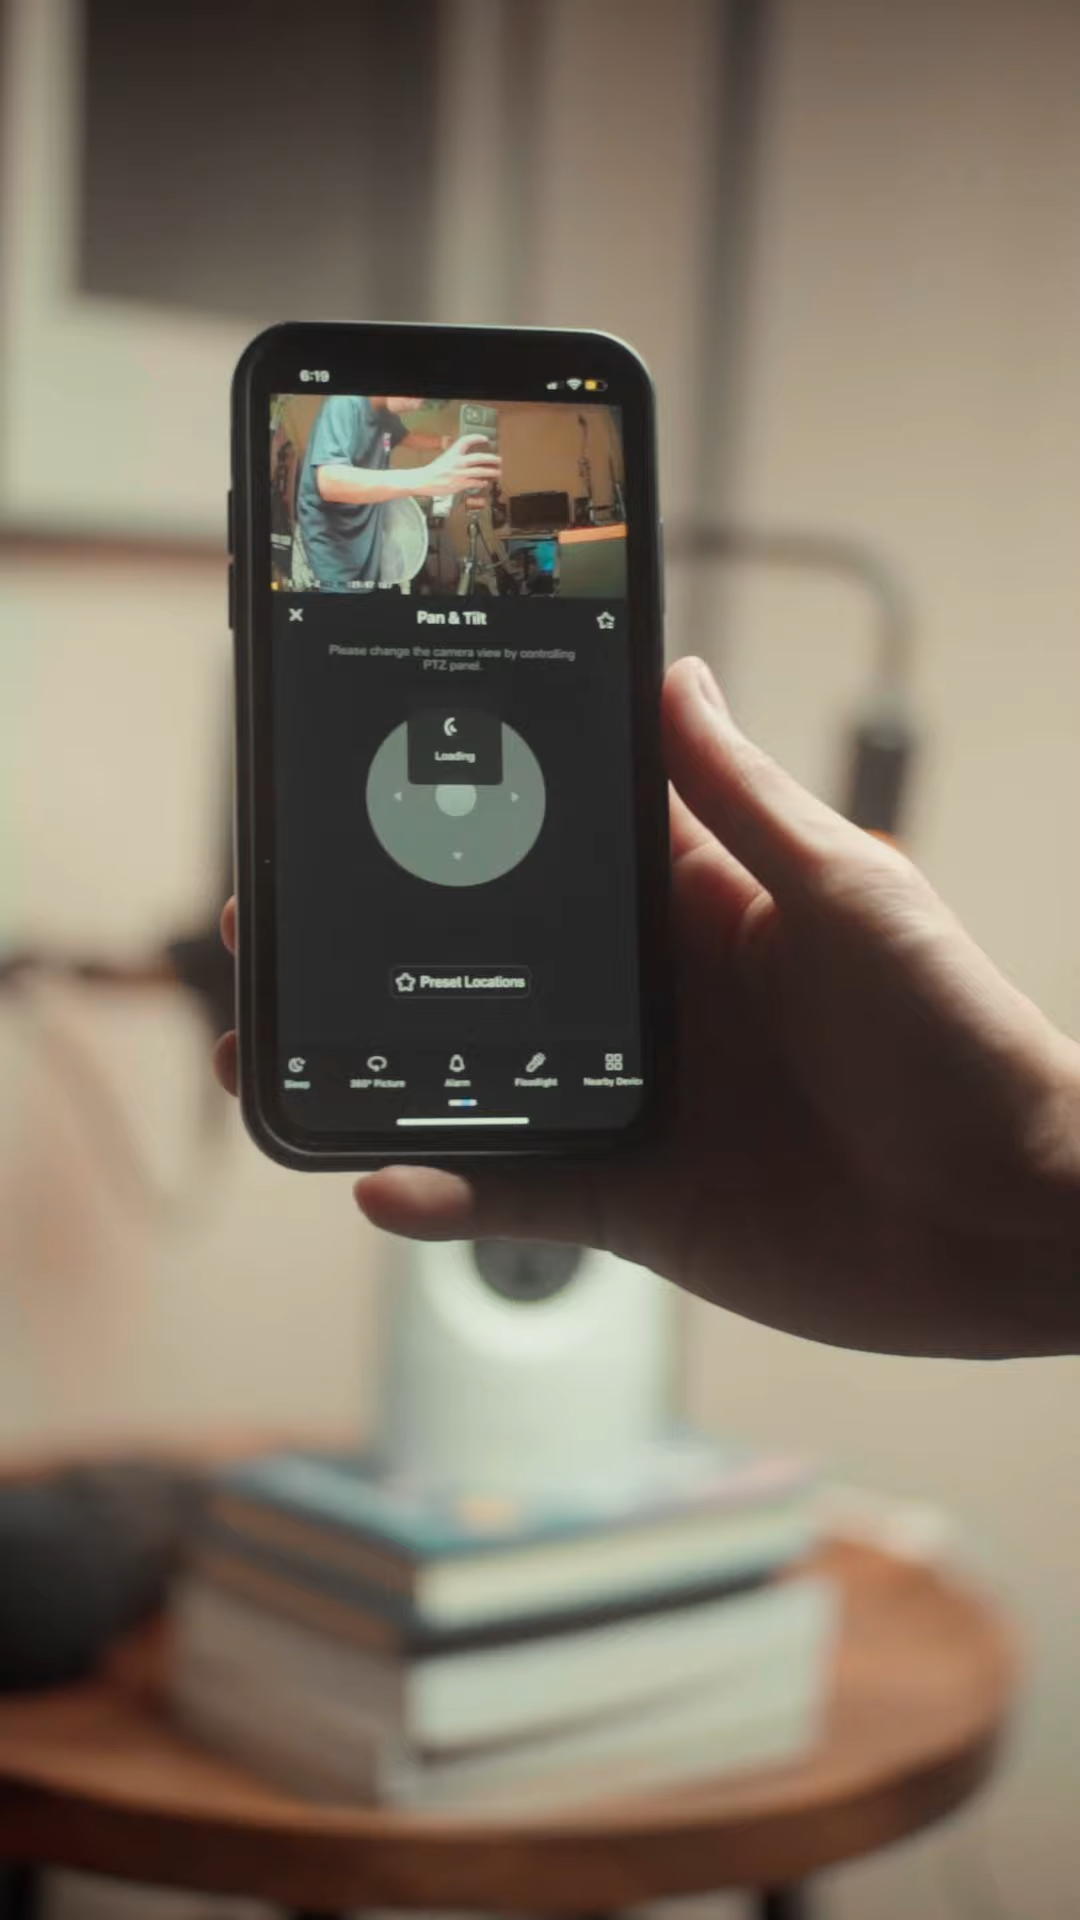 6:19
Pan & Tilt
Please change the camera view by controlling
PTZ panel.
Loading
Preset Locations
Sleep
360° Picture
Alarm
Floodlight
Nearby Device